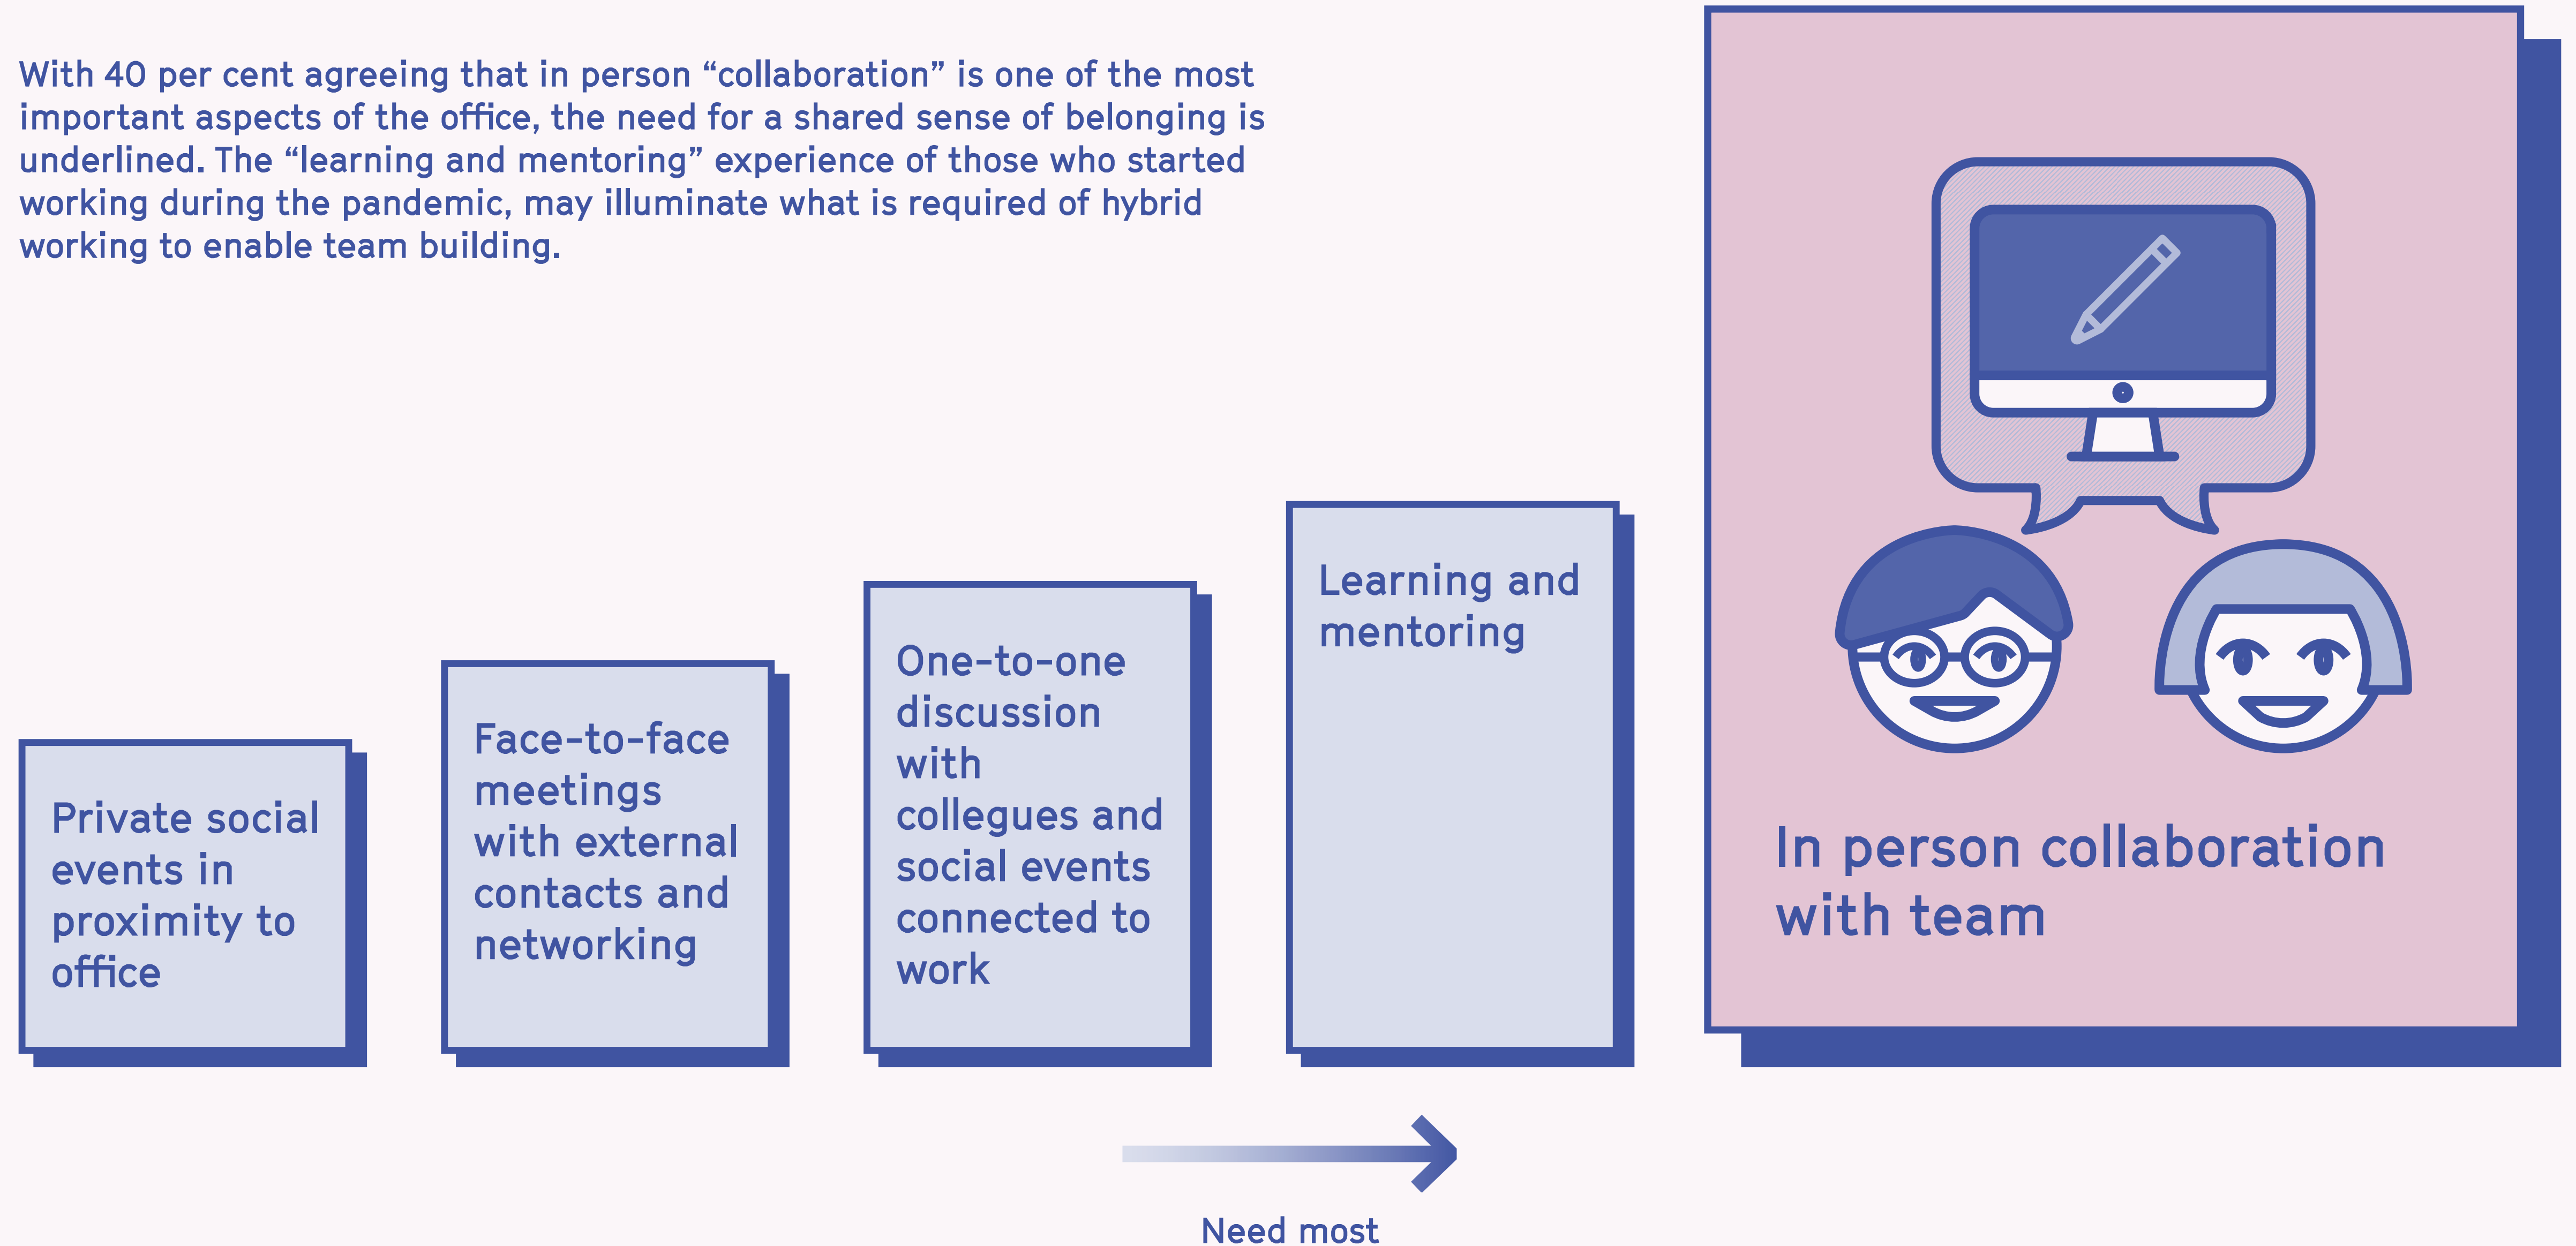 With 40 per cent agreeing that in person “collaboration” is one of the most
important aspects of the office, the need for a shared sense of belonging is
underlined. The “learning and mentoring” experience of those who started
working during the pandemic, may illuminate what is required of hybrid
working to enable team building.
Private social
events in
proximity to
office
Face-to-face
meetings
with external
contacts and
networking
One-to-one
discussion
with
collegues and
social events
connected to
work
Learning and
mentoring
In person collaboration
with team
Need most